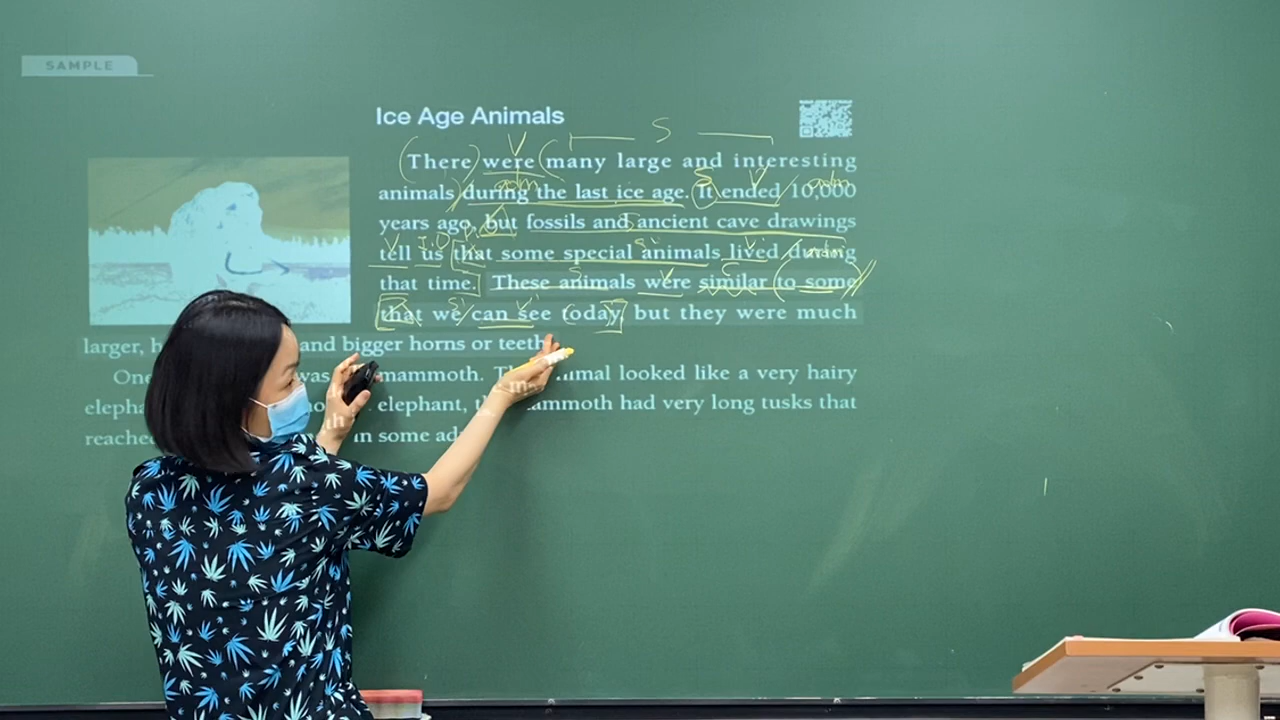 SAMPLE
Ice Age Animals
There were many large and interesting
animals during the last ice age. It ended 10,000
years ago, but fossils and ancient cave drawings
tell us that some special animals lived during
that time. These animals were similar to some
that we can see today, but they were much
larger, and bigger horns or teeth
One was mammoth. animal looked like a very hairy
elephant, mammoth had very long tusks that
reached in some